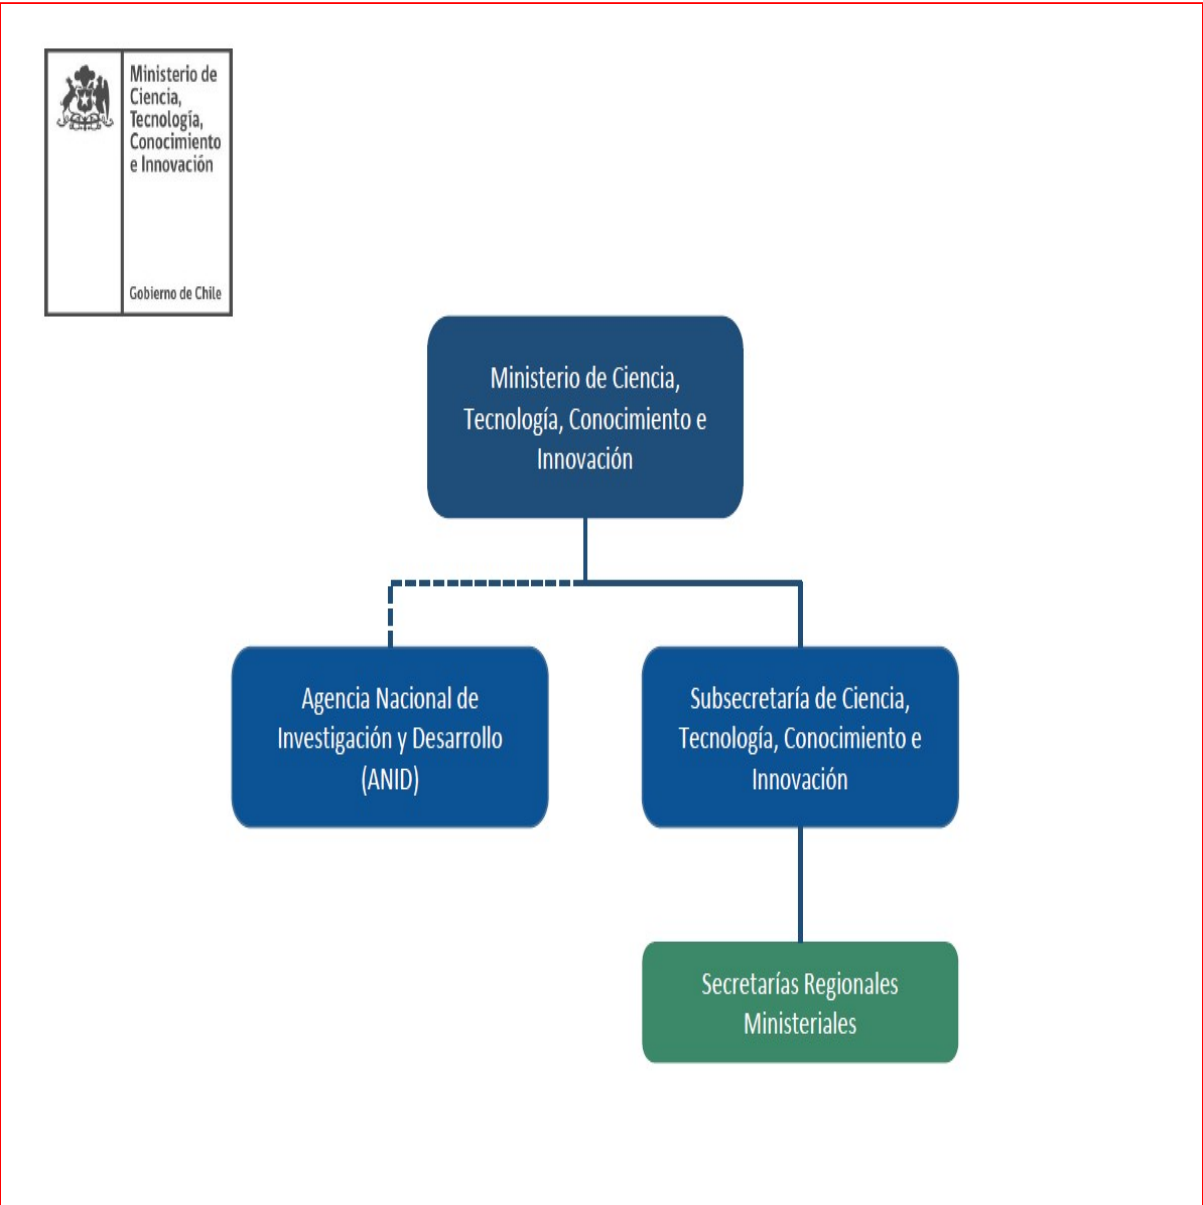 Ministerio de
Ciencia,
Tecnología,
Conocimiento
e Innovación
Gobierno de Chile
Ministerio de Ciencia,
Tecnología, Conocimiento e
Innovación
Agencia Nacional de
Investigación y Desarrollo
(ANID)
Subsecretaría de Ciencia,
Tecnología, Conocimiento e
Innovación
Secretarías Regionales
Ministeriales